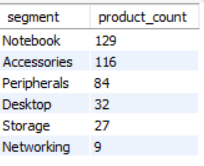 segment product_count
Notebook 129
Accessories 116
Peripherals 84
Desktop 32
Storage 27
Networking 9